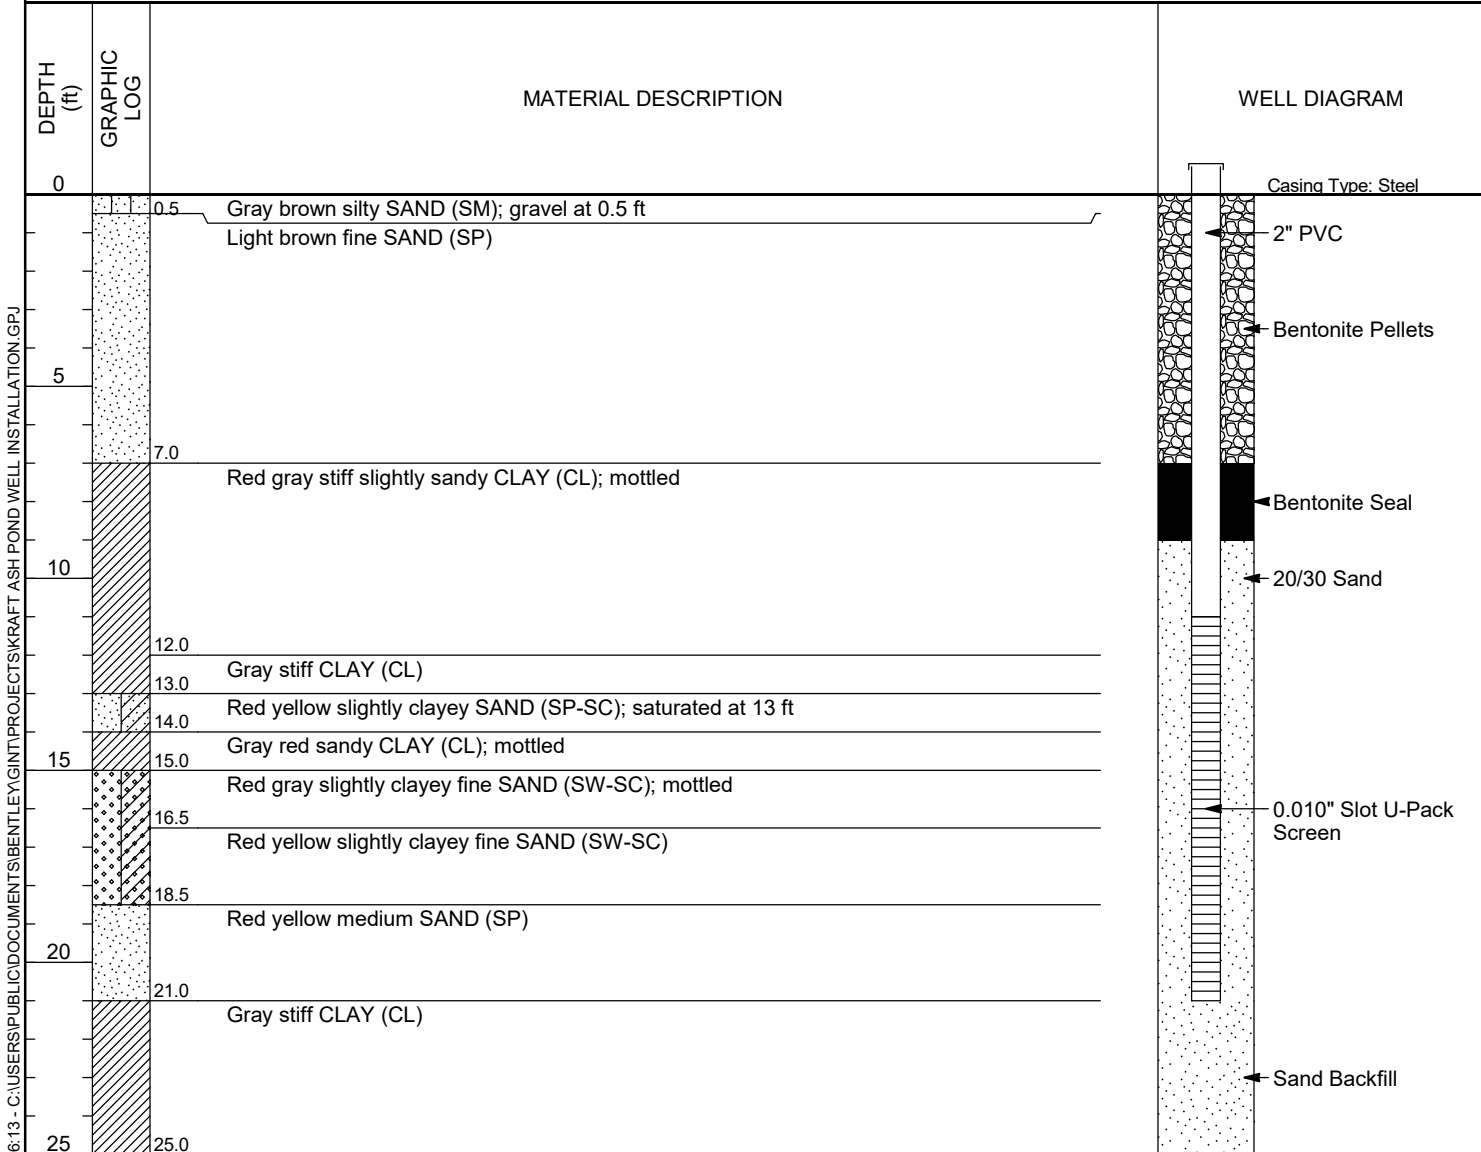 DEPTH
(ft)
GRAPHIC
LOG
MATERIAL DESCRIPTION
WELL DIAGRAM
0
Casing Type: Steel
0.5
Gray brown silty SAND (SM); gravel at 0.5 ft
Light brown fine SAND (SP)
2" PVC
Bentonite Pellets
5
7.0
Red gray stiff slightly sandy CLAY (CL); mottled
Bentonite Seal
10
20/30 Sand
12.0
Gray stiff CLAY (CL)
13.0
Red yellow slightly clayey SAND (SP-SC); saturated at 13 ft
14.0
Gray red sandy CLAY (CL); mottled
15
15.0
Red gray slightly clayey fine SAND (SW-SC); mottled
0.010" Slot U-Pack
Screen
16.5
Red yellow slightly clayey fine SAND (SW-SC)
18.5
Red yellow medium SAND (SP)
20
21.0
Gray stiff CLAY (CL)
Sand Backfill
25
25.0
6:13 - C:\USERS\PUBLIC\DOCUMENTS\BENTLEY\GINT\PROJECTS\KRAFT ASH POND WELL INSTALLATION.GPJ